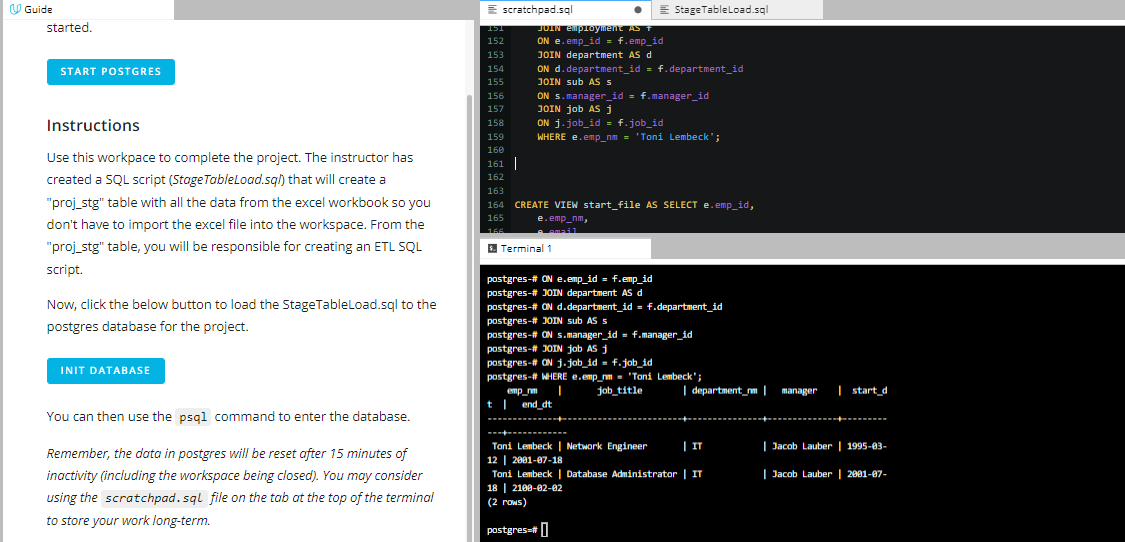 Guide
started.
START POSTGRES
Instructions
Use this workpace to complete the project. The instructor has
created a SQL script (StageTableLoad.sql) that will create a
"proj_stg" table with all the data from the excel workbook so you
don't have to import the excel file into the workspace. From the
"proj_stg" table, you will be responsible for creating an ETL SQL
script.
Now, click the below button to load the StageTableLoad.sql to the
postgres database for the project.
INIT DATABASE
You can then use the psql command to enter the database.
Remember, the data in postgres will be reset after 15 minutes of
inactivity (including the workspace being closed). You may consider
using the scratchpad.sql file on the tab at the top of the terminal
to store your work long-term.
scratchpad.sql
StageTableLoad.sql
151 JOIN employment AS f
152 ON e.emp_id = f.emp_id
153 JOIN department AS d
154 ON d.department_id = f.department_id
155 JOIN sub AS s
156 ON s.manager_id = f.manager_id
157 JOIN job AS j
158 ON j.job_id = f.job_id
159 WHERE e.emp_nm = 'Toni Lembeck';
160
161
162
163
164 CREATE VIEW start_file AS SELECT e.emp_id,
165 e.emp_nm,
166 e.email
Terminal 1
postgres-# ON e.emp_id = f.emp_id
postgres-# JOIN department AS d
postgres-# ON d.department_id = f.department_id
postgres-# JOIN sub AS s
postgres-# ON s.manager_id = f.manager_id
postgres-# JOIN job AS j
postgres-# ON j.job_id = f.job_id
postgres-# WHERE e.emp_nm = 'Toni Lembeck';
emp_nm | job_title | department_nm | manager | start_d
t | end_dt
--------------+------------------------+---------------+--------------+---------
---+------------
Toni Lembeck | Network Engineer | IT | Jacob Lauber | 1995-03-
12 | 2001-07-18
Toni Lembeck | Database Administrator | IT | Jacob Lauber | 2001-07-
18 | 2100-02-02
(2 rows)
postgres=#